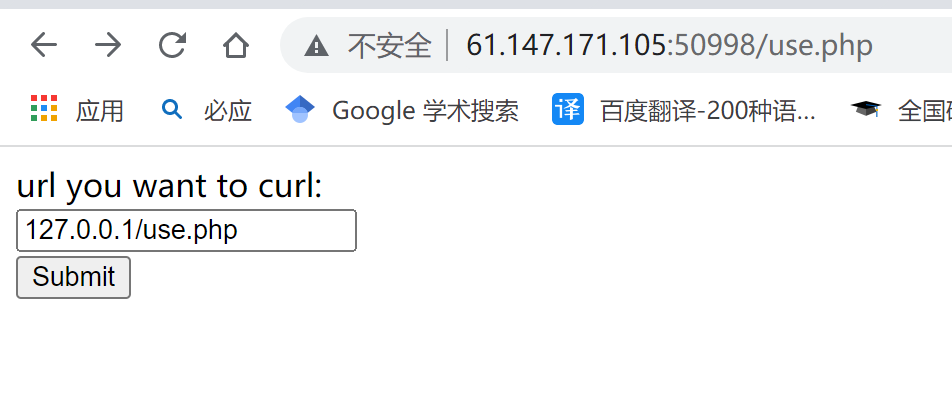 不安全 61.147.171.105:50998/use.php
应用 必应 Google 学术搜索 译 百度翻译-200种语... 全国
url you want to curl:
127.0.0.1/use.php
Submit